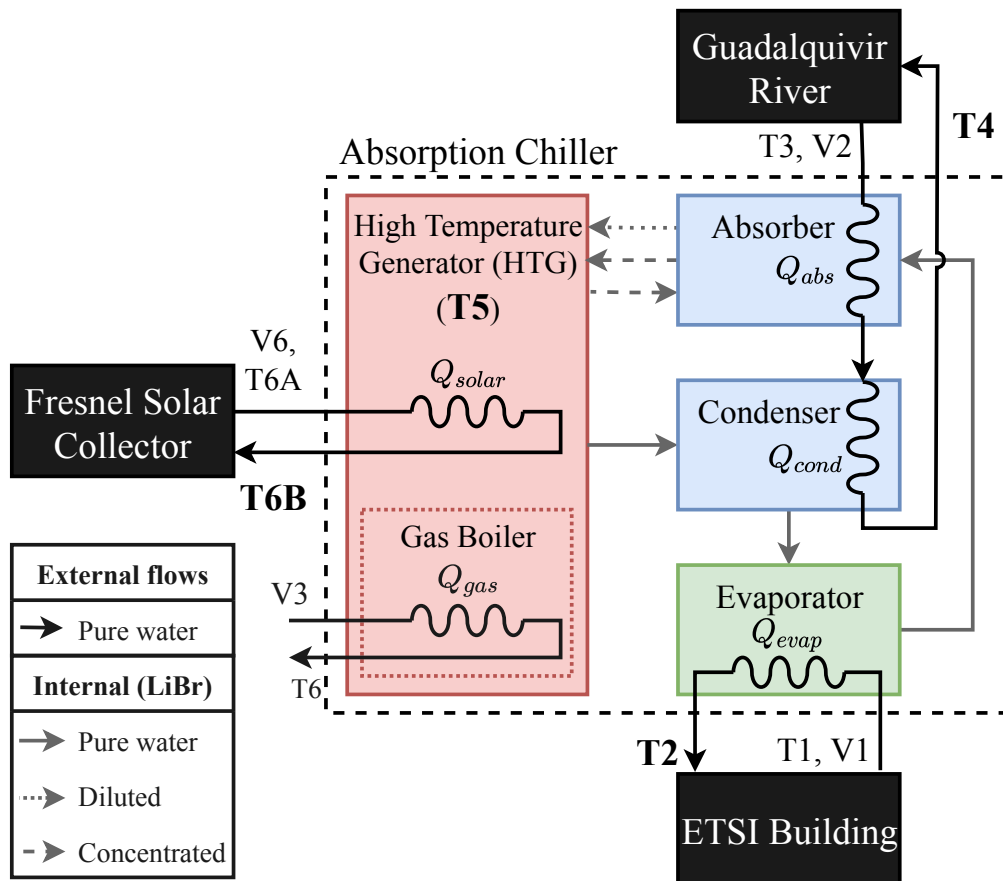 Guadalquivir
River
T3, V2
T4
Absorption Chiller
High Temperature
Generator (HTG)
(T5)
Absorber
Q_abs
V6,
T6A
Fresnel Solar
Collector
T6B
Q_solar
Condenser
Q_cond
Gas Boiler
Q_gas
V3
T6
Evaporator
Q_evap
T2
T1, V1
ETSI Building
External flows
Pure water
Internal (LiBr)
Pure water
Diluted
Concentrated